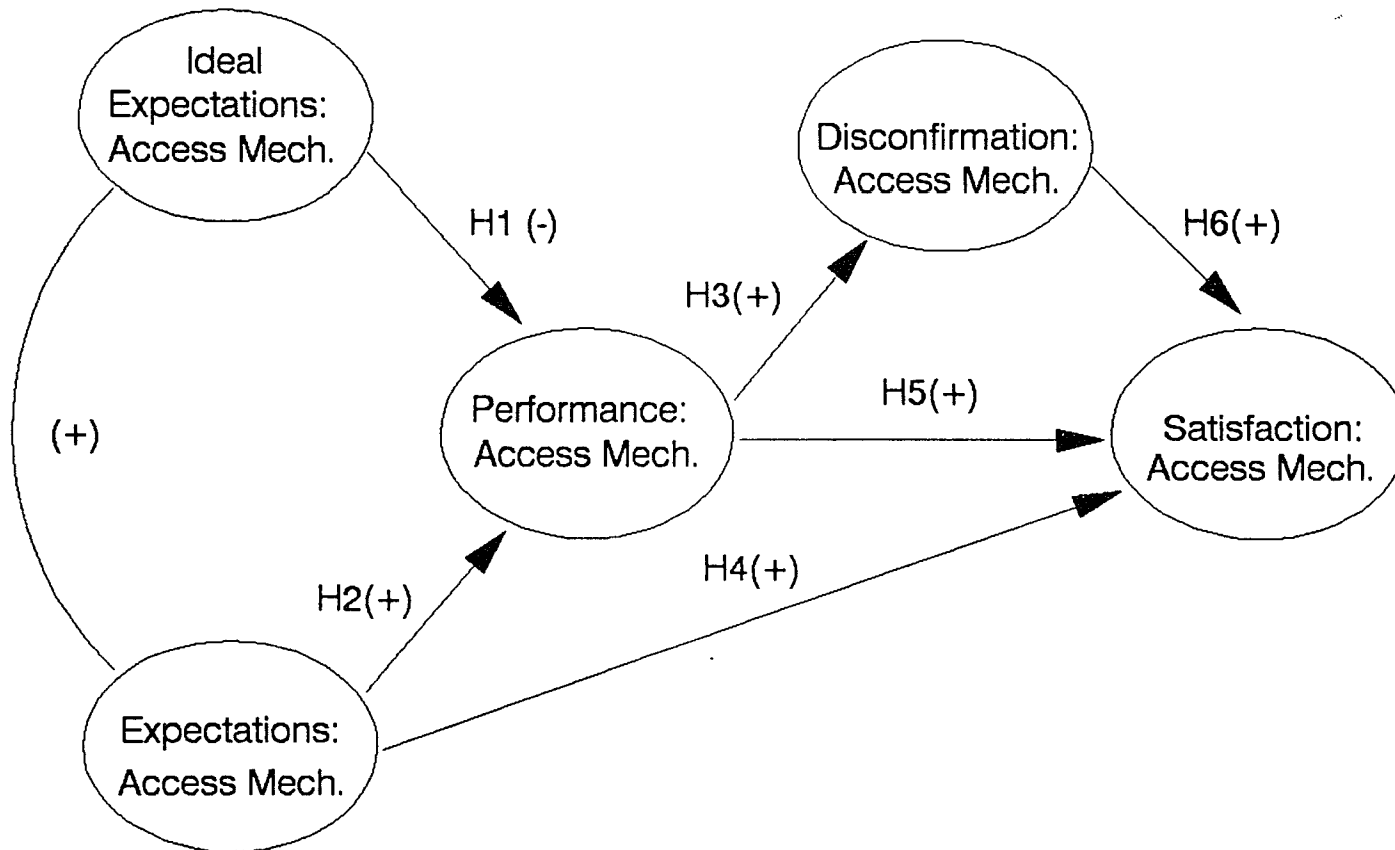 Ideal
Expectations:
Access Mech.
Disconfirmation:
Access Mech.
H1 (-)
H6(+)
H3(+)
Performance:
Access Mech.
H5(+)
Satisfaction:
Access Mech.
(+)
H4(+)
H2(+)
Expectations:
Access Mech.